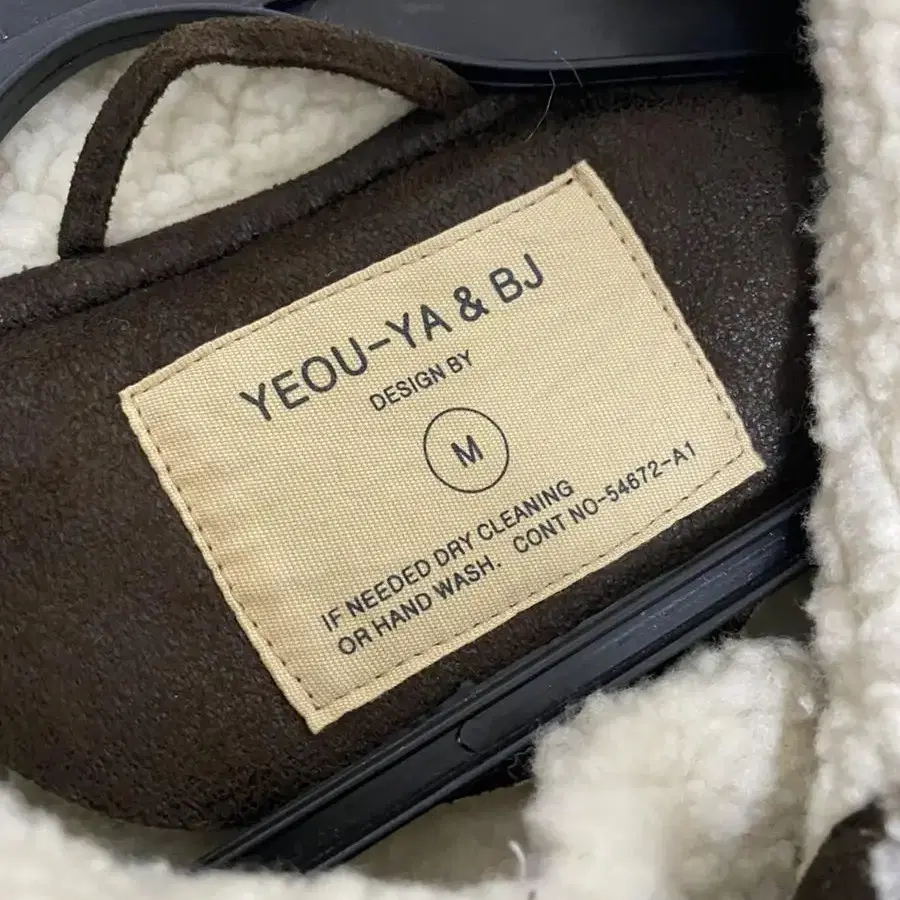 YEOU-YA & BJ
DESIGN BY
M
IF NEEDED DRY CLEANING
OR HAND WASH. CONT NO-54672-A1